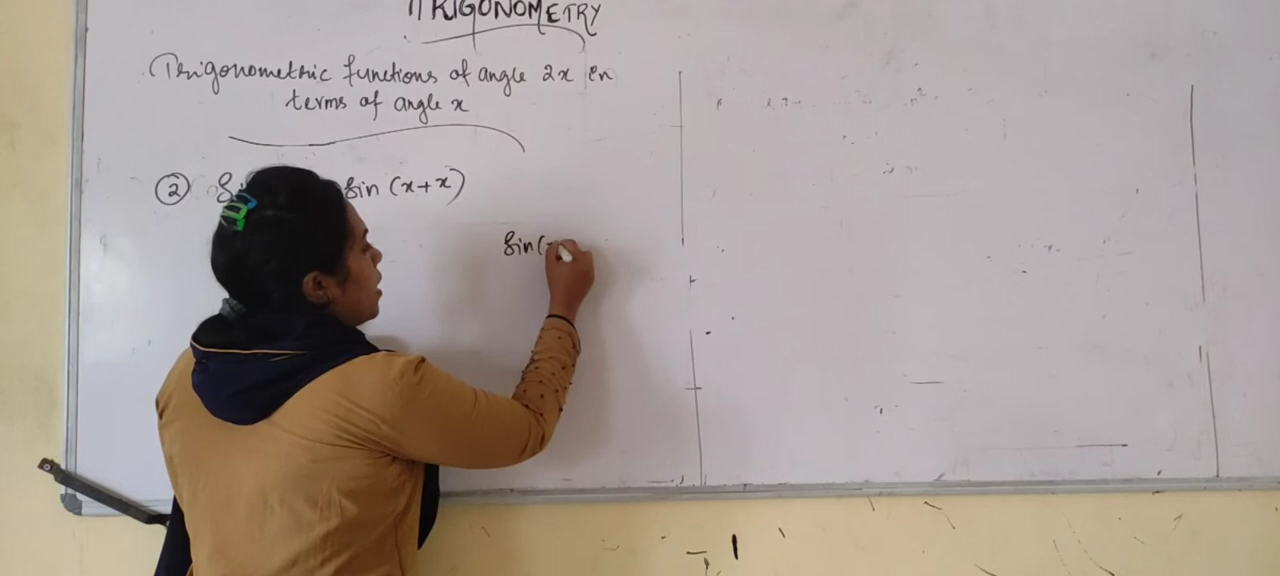 TRIGONOMETRY
Trigonometric functions of angle 2x in
terms of angle x
② Sin (x+x)
Sin(